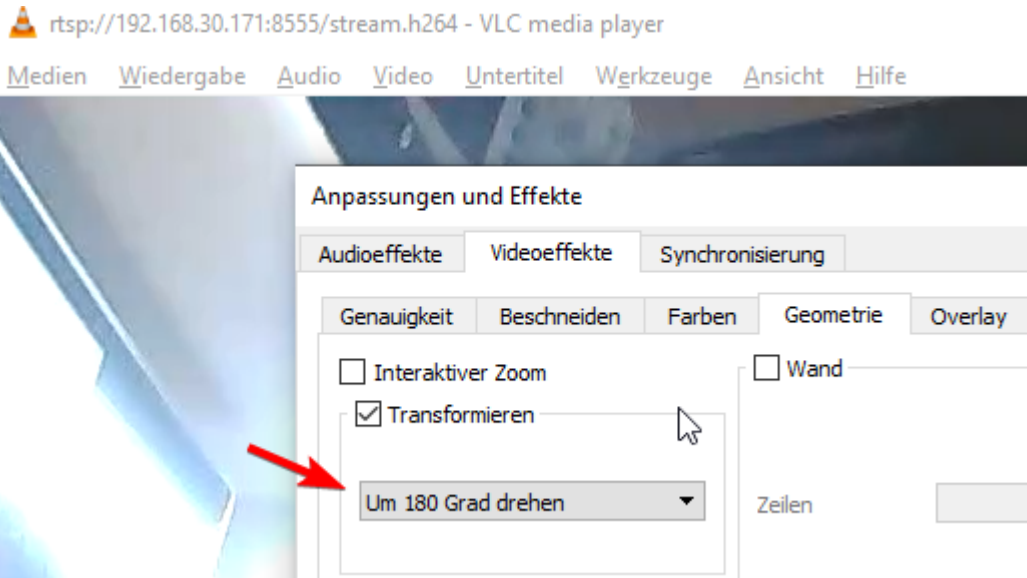 rtsp://192.168.30.171:8555/stream.h264 - VLC media player
Medien Wiedergabe Audio Video Untertitel Werkzeuge Ansicht Hilfe
Anpassungen und Effekte
Audioeffekte Videoeffekte Synchronisierung
Genauigkeit Beschneiden Farben Geometrie Overlay
Interaktiver Zoom Wand
Transformieren
Um 180 Grad drehen Zeilen